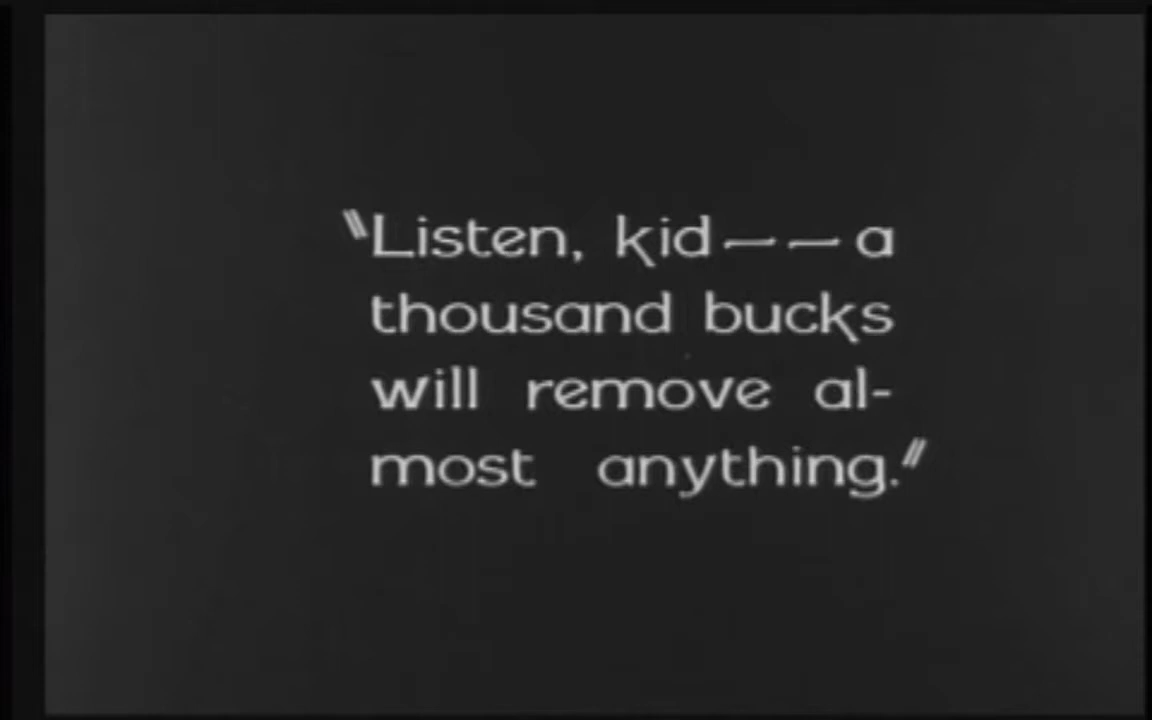 "Listen, kid——a
thousand bucks
will remove al-
most anything."